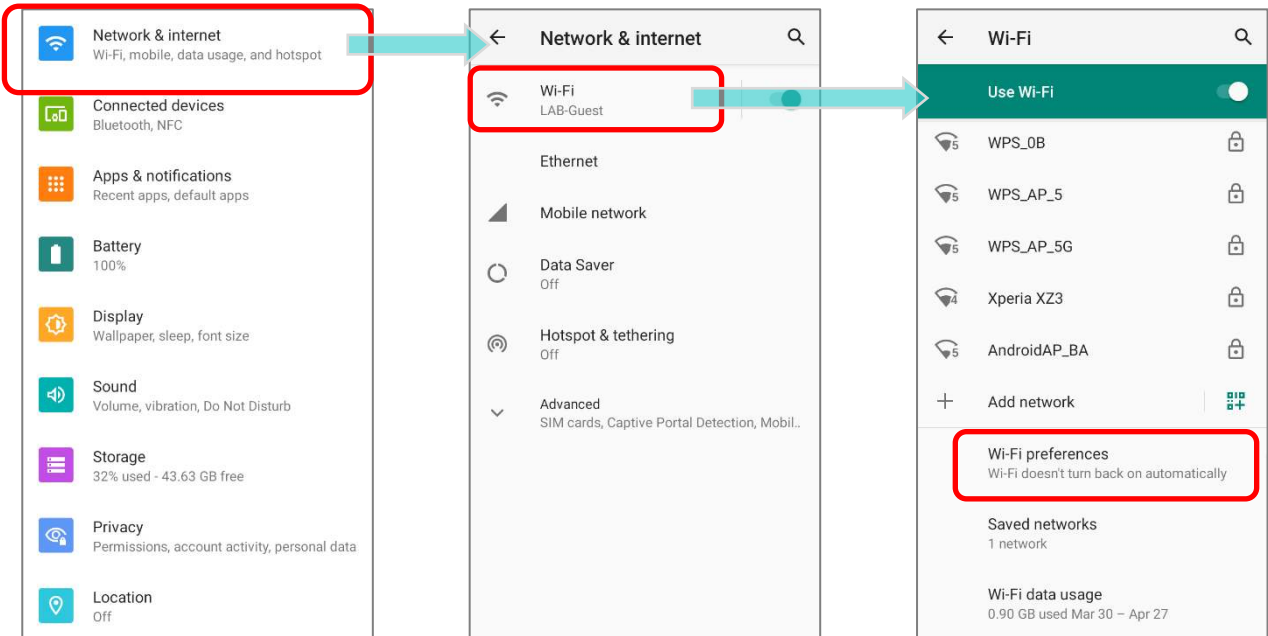 Network & internet
Wi-Fi, mobile, data usage, and hotspot
Connected devices
Bluetooth, NFC
Apps & notifications
Recent apps, default apps
Battery
100%
Display
Wallpaper, sleep, font size
Sound
Volume, vibration, Do Not Disturb
Storage
32% used - 43.63 GB free
Privacy
Permissions, account activity, personal data
Location
Off
Network & internet
Wi-Fi
LAB-Guest
Ethernet
Mobile network
Data Saver
Off
Hotspot & tethering
Off
Advanced
SIM cards, Captive Portal Detection, Mobil..
Wi-Fi
Use Wi-Fi
5 WPS_0B
5 WPS_AP_5
5 WPS_AP_5G
4 Xperia XZ3
5 AndroidAP_BA
Add network
Wi-Fi preferences
Wi-Fi doesn't turn back on automatically
Saved networks
1 network
Wi-Fi data usage
0.90 GB used Mar 30 – Apr 27